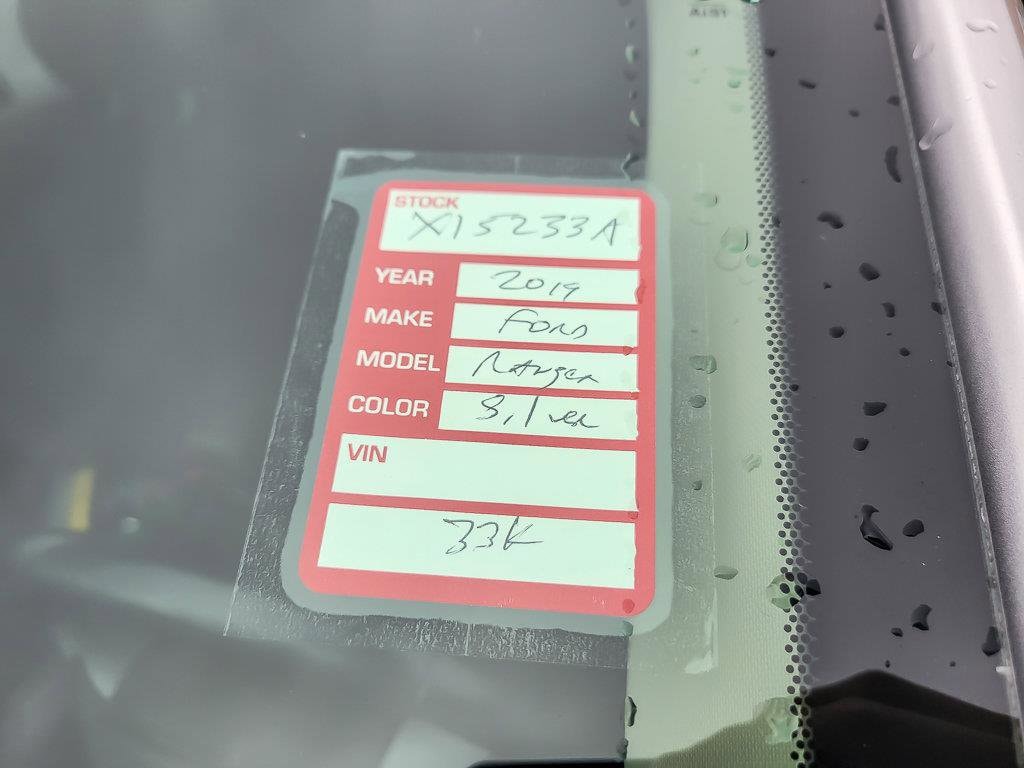 STOCK
X15233A
YEAR 2019
MAKE Ford
MODEL Ranger
COLOR Silver
VIN
33K